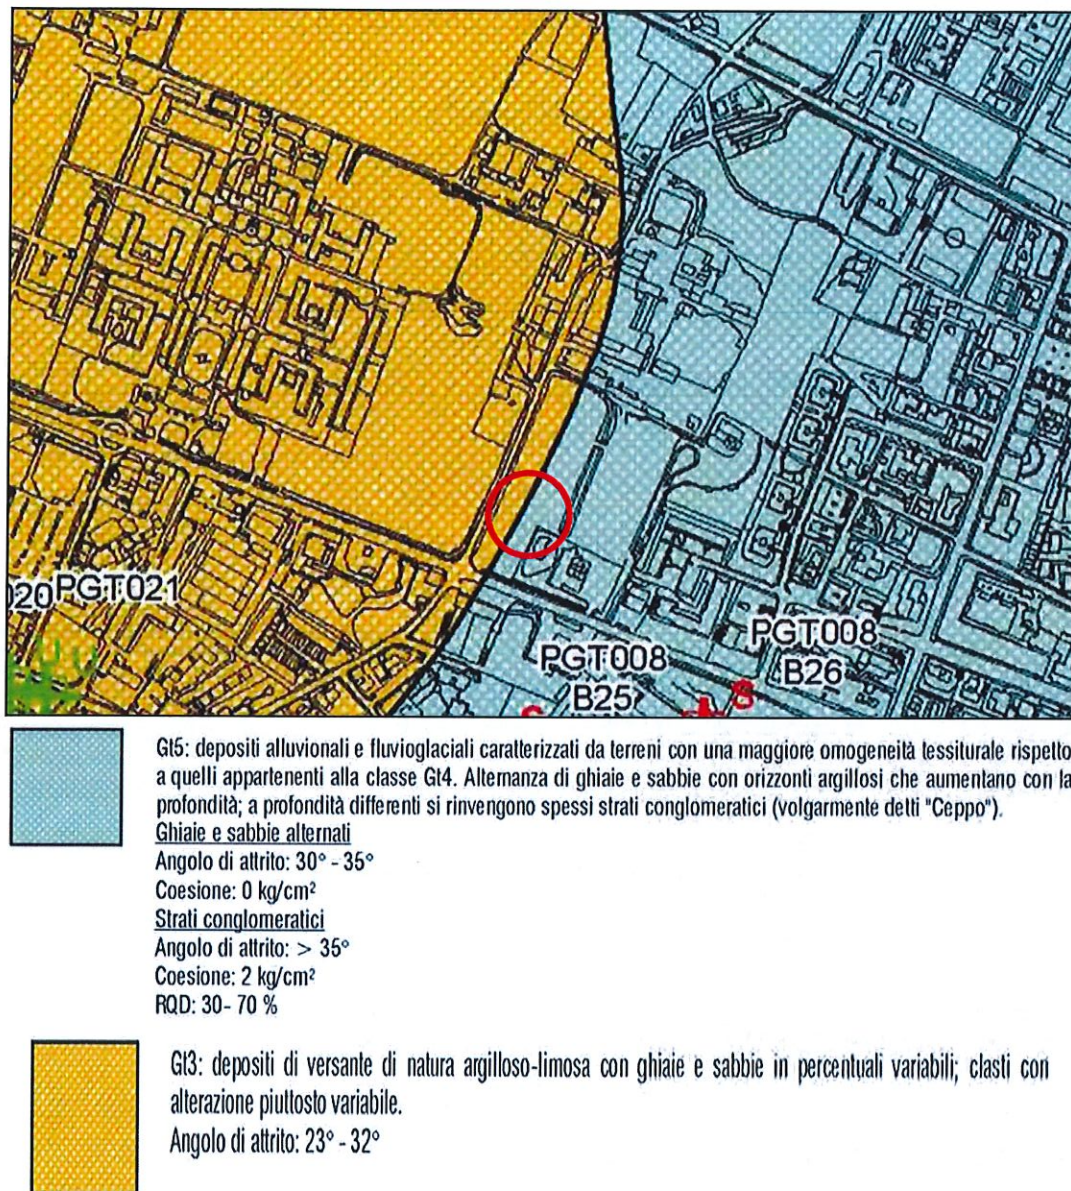 020 PGT021
PGT008
B25
PGT008
B26
S
S
Gt5: depositi alluvionali e fluvioglaciali caratterizzati da terreni con una maggiore omogeneità tessiturale rispetto
a quelli appartenenti alla classe Gt4. Alternanza di ghiaie e sabbie con orizzonti argillosi che aumentano con la
profondità; a profondità differenti si rinvengono spessi strati conglomeratici (volgarmente detti "Ceppo").
Ghiaie e sabbie alternati
Angolo di attrito: 30° - 35°
Coesione: 0 kg/cm²
Strati conglomeratici
Angolo di attrito: > 35°
Coesione: 2 kg/cm²
RQD: 30- 70 %
Gt3: depositi di versante di natura argilloso-limosa con ghiaie e sabbie in percentuali variabili; clasti con
alterazione piuttosto variabile.
Angolo di attrito: 23° - 32°